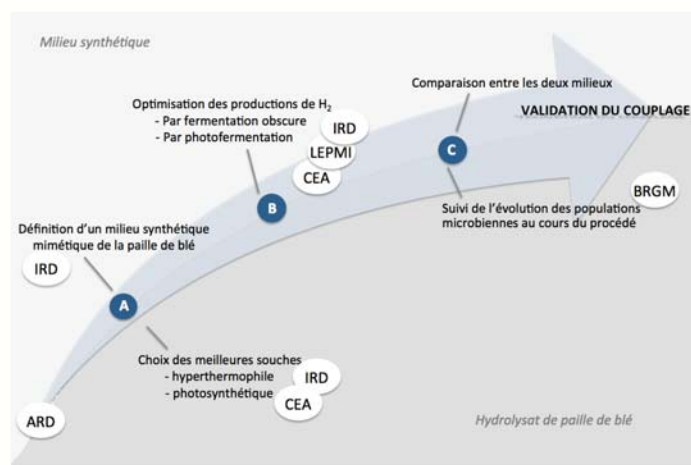 Milieu synthétique
Comparaison entre les deux milieux
Optimisation des productions de H₂
- Par fermentation obscure
- Par photofermentation
IRD
LEPMI
CEA
VALIDATION DU COUPLAGE
C
B
BRGM
Suivi de l'évolution des populations
microbiennes au cours du procédé
Définition d'un milieu synthétique
mimétique de la paille de blé
IRD
A
Choix des meilleures souches
- hyperthermophile
- photosynthétique
IRD
CEA
ARD
Hydrolysat de paille de blé